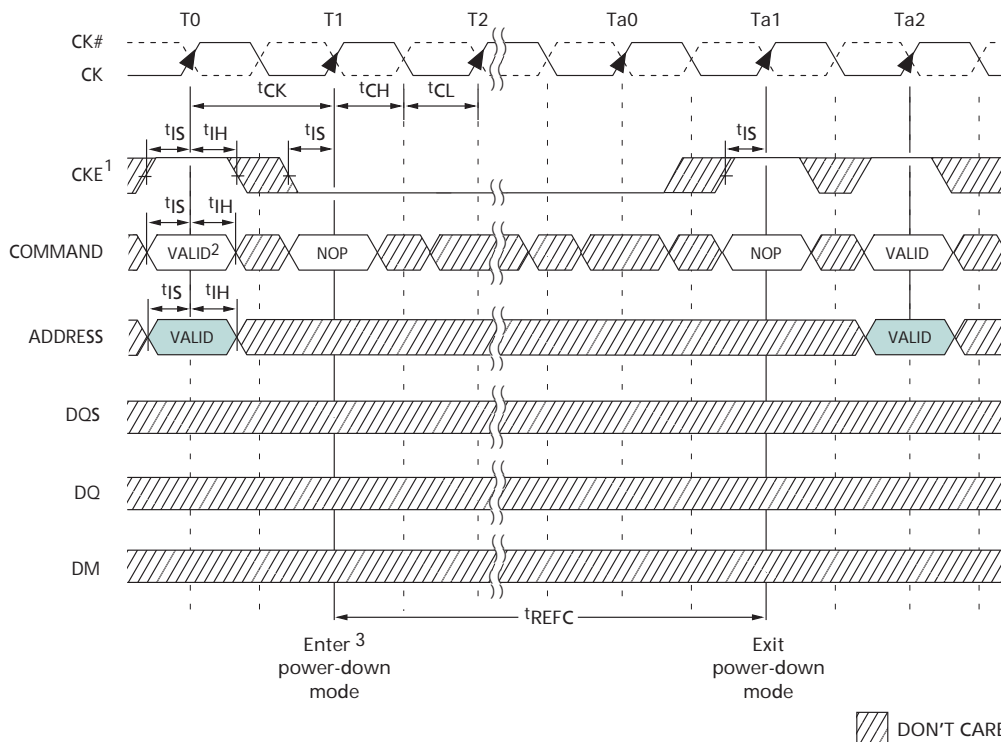 T0 T1 T2 Ta0 Ta1 Ta2
CK#
CK
tCK tCH tCL
tIS tIH tIS tIS
CKE1
tIS tIH
COMMAND VALID2 NOP NOP VALID
tIS tIH
ADDRESS VALID VALID
DQS
DQ
DM
tREFC
Enter 3
power-down
mode
Exit
power-down
mode
DON'T CARE